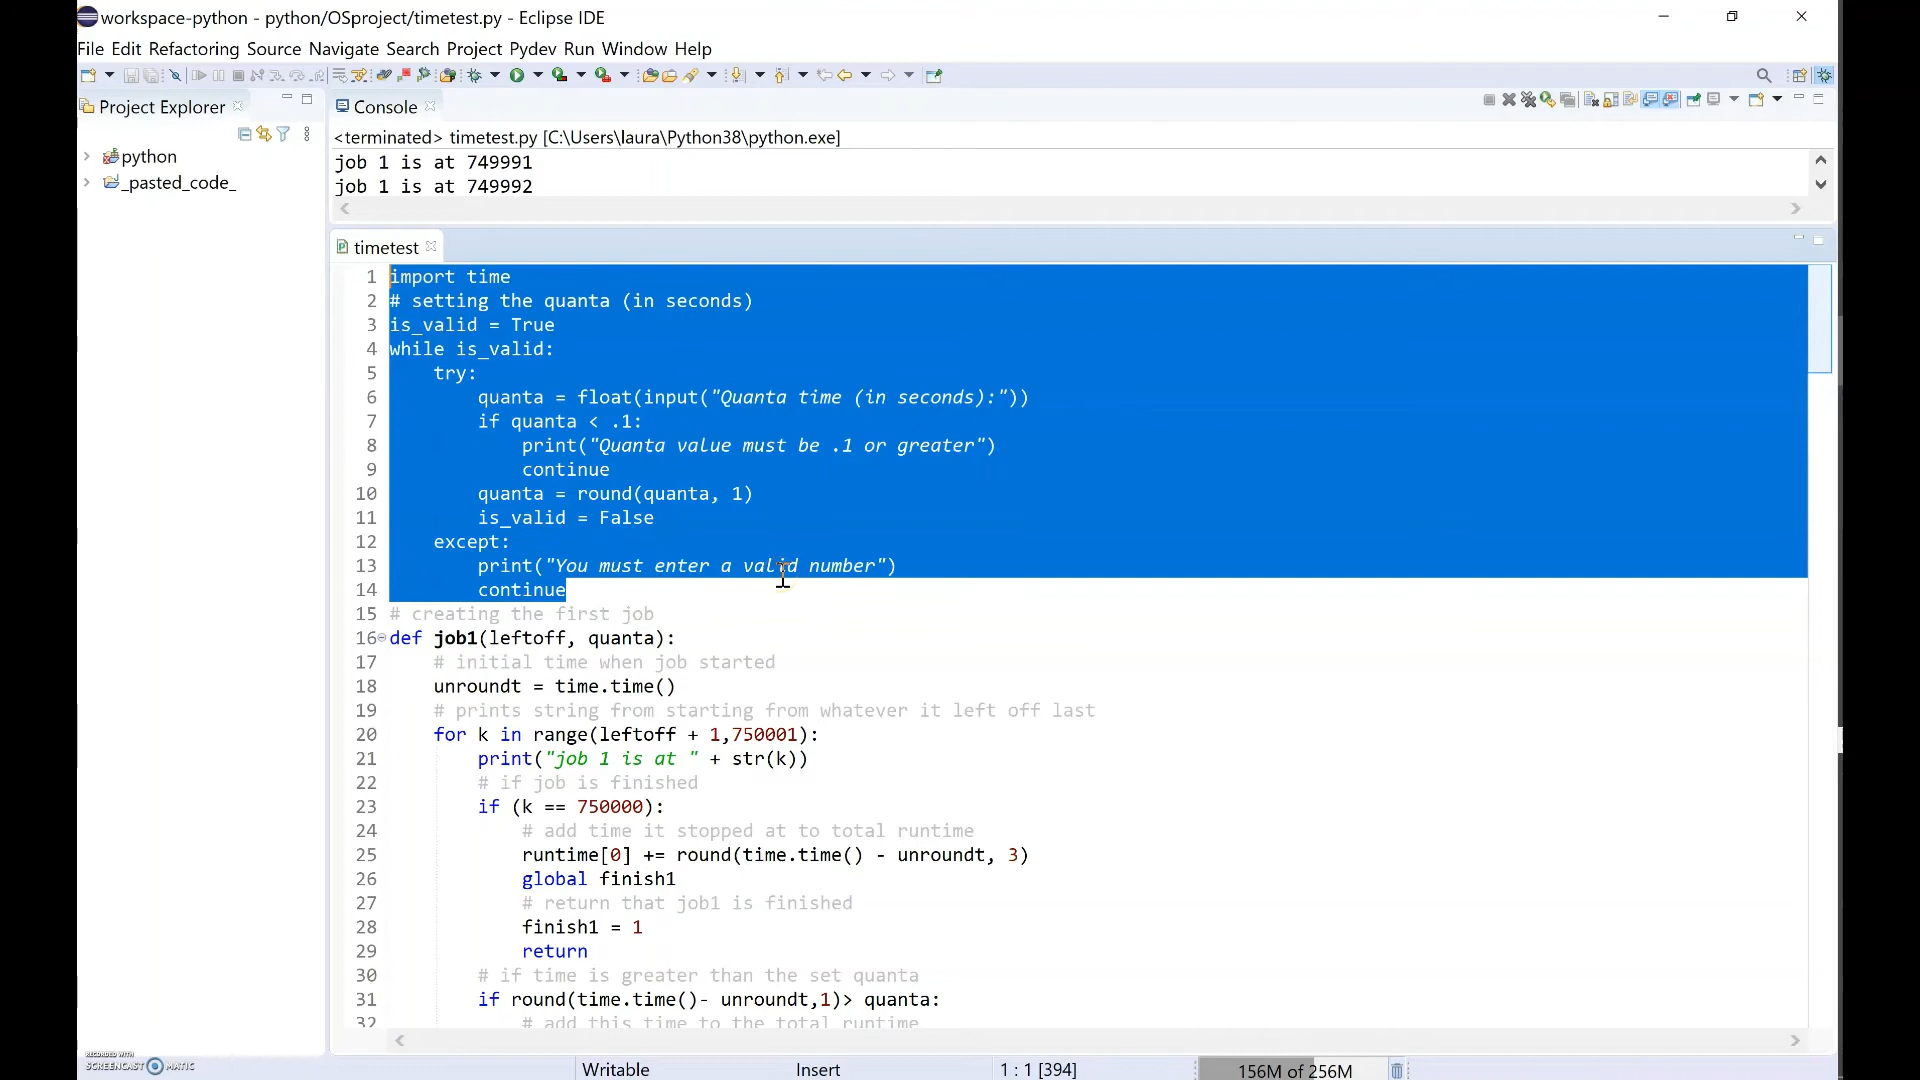 workspace-python - python/OSproject/timetest.py - Eclipse IDE
File Edit Refactoring Source Navigate Search Project Pydev Run Window Help
Project Explorer
python
_pasted_code_
Console
<terminated> timetest.py [C:\Users\laura\Python38\python.exe]
job 1 is at 749991
job 1 is at 749992
timetest
1 import time
2 # setting the quanta (in seconds)
3 is_valid = True
4 while is_valid:
5     try:
6         quanta = float(input("Quanta time (in seconds):"))
7         if quanta < .1:
8             print("Quanta value must be .1 or greater")
9             continue
10         quanta = round(quanta, 1)
11         is_valid = False
12     except:
13         print("You must enter a valid number")
14         continue
15 # creating the first job
16 def job1(leftoff, quanta):
17     # initial time when job started
18     unroundt = time.time()
19     # prints string from starting from whatever it left off last
20     for k in range(leftoff + 1,750001):
21         print("job 1 is at " + str(k))
22         # if job is finished
23         if (k == 750000):
24             # add time it stopped at to total runtime
25             runtime[0] += round(time.time() - unroundt, 3)
26             global finish1
27             # return that job1 is finished
28             finish1 = 1
29             return
30         # if time is greater than the set quanta
31         if round(time.time()- unroundt,1)> quanta:
32             # add this time to the total runtime
RECORDED WITH
SCREENCAST MATIC
Writable
Insert
1 : 1 [394]
156M of 256M